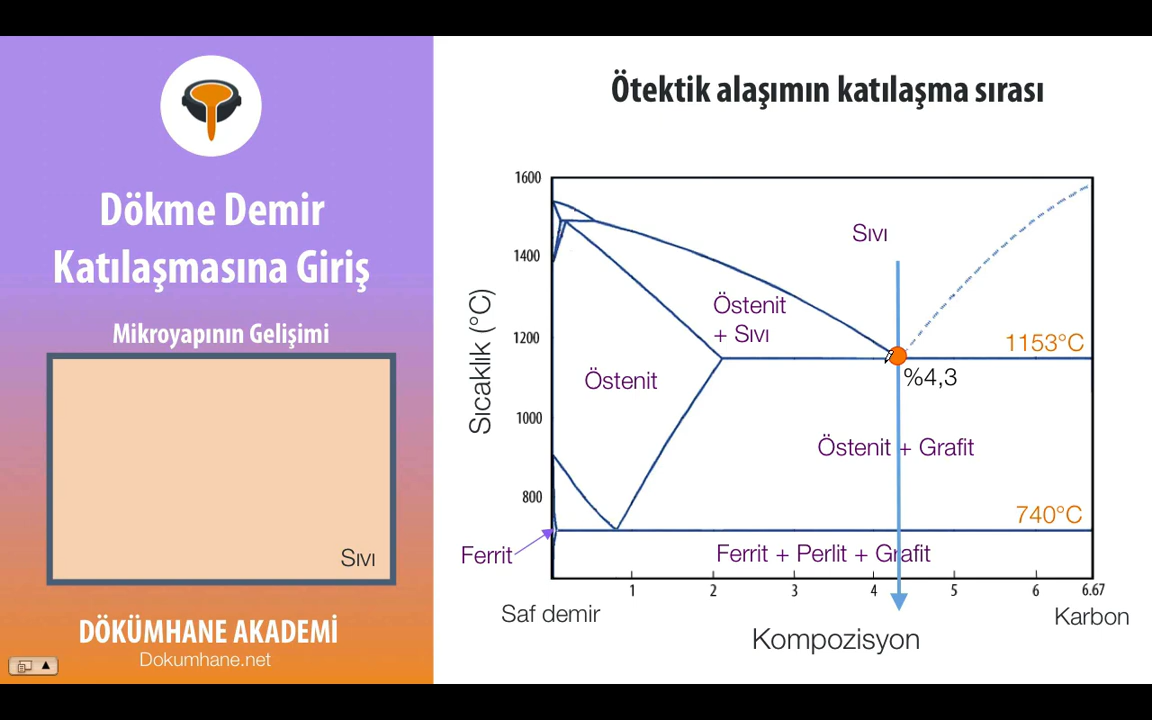 Dökme Demir
Katılaşmasına Giriş
Mikroyapının Gelişimi
Sıvı
DÖKÜMHANE AKADEMİ
Dokumhane.net
Ötektik alaşımın katılaşma sırası
Sıcaklık (°C)
1600
1400
1200
1000
800
Sıvı
Östenit
+ Sıvı
1153°C
Östenit
%4,3
Östenit + Grafit
740°C
Ferrit
Ferrit + Perlit + Grafit
1
2
3
4
5
6
6.67
Saf demir
Karbon
Kompozisyon